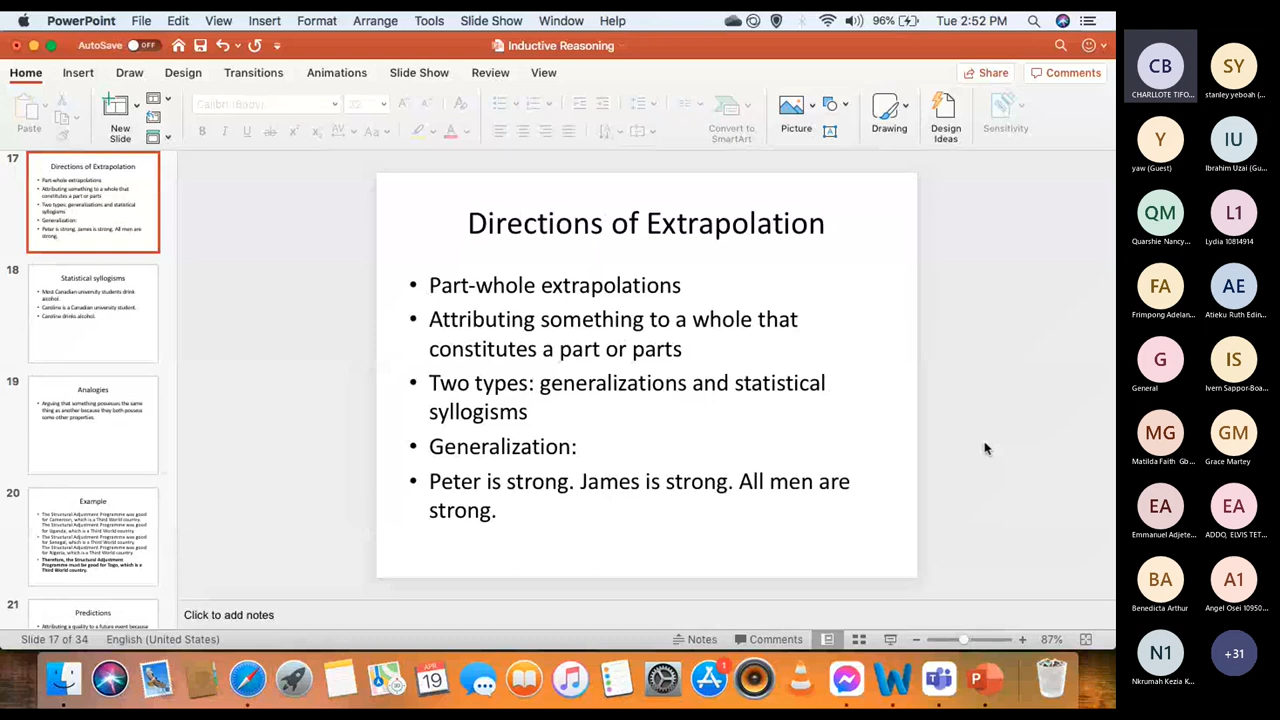 PowerPoint File Edit View Insert Format Arrange Tools Slide Show Window Help 96% Tue 2:52 PM
AutoSave OFF Inductive Reasoning
Home Insert Draw Design Transitions Animations Slide Show Review View Share Comments
Paste New Slide Calibri (Body) 32 Convert to SmartArt Picture Drawing Design Ideas Sensitivity
17
Directions of Extrapolation
• Part-whole extrapolations
• Attributing something to a whole that
constitutes a part or parts
• Two types: generalizations and statistical
syllogisms
• Generalization:
• Peter is strong. James is strong. All men are
strong.
18
Statistical syllogisms
• Most Canadian university students drink
alcohol.
• Caroline is a Canadian university student.
• Caroline drinks alcohol.
19
Analogies
• Arguing that something possesses the same
thing as another because they both possess
some other properties.
20
Example
• The Structural Adjustment Programme was good
for Cameroon, which is a Third World country.
The Structural Adjustment Programme was good
for Uganda, which is a Third World country.
• The Structural Adjustment Programme was good
for Senegal, which is a Third World country.
The Structural Adjustment Programme was good
for Nigeria, which is a Third World country.
• Therefore, the Structural Adjustment
Programme must be good for Togo, which is a
Third World country.
21
Predictions
• Attributing a quality to a future event because
Directions of Extrapolation
• Part-whole extrapolations
• Attributing something to a whole that
constitutes a part or parts
• Two types: generalizations and statistical
syllogisms
• Generalization:
• Peter is strong. James is strong. All men are
strong.
Click to add notes
Slide 17 of 34 English (United States) Notes Comments 87%
APR
19
1
CB SY
CHARLLOTE TIFO... stanley yeboah (...
Y IU
yaw (Guest) Ibrahim Uzai (Gu...
QM L1
Quarshie Nancy... Lydia 10814914
FA AE
Frimpong Adelan... Atieku Ruth Edin...
G IS
General Ivern Sappor-Boa...
MG GM
Matilda Faith Gb... Grace Martey
EA EA
Emmanuel Adjete... ADDO, ELVIS TET...
BA A1
Benedicta Arthur Angel Osei 10950...
N1 +31
Nkrumah Kezia K...